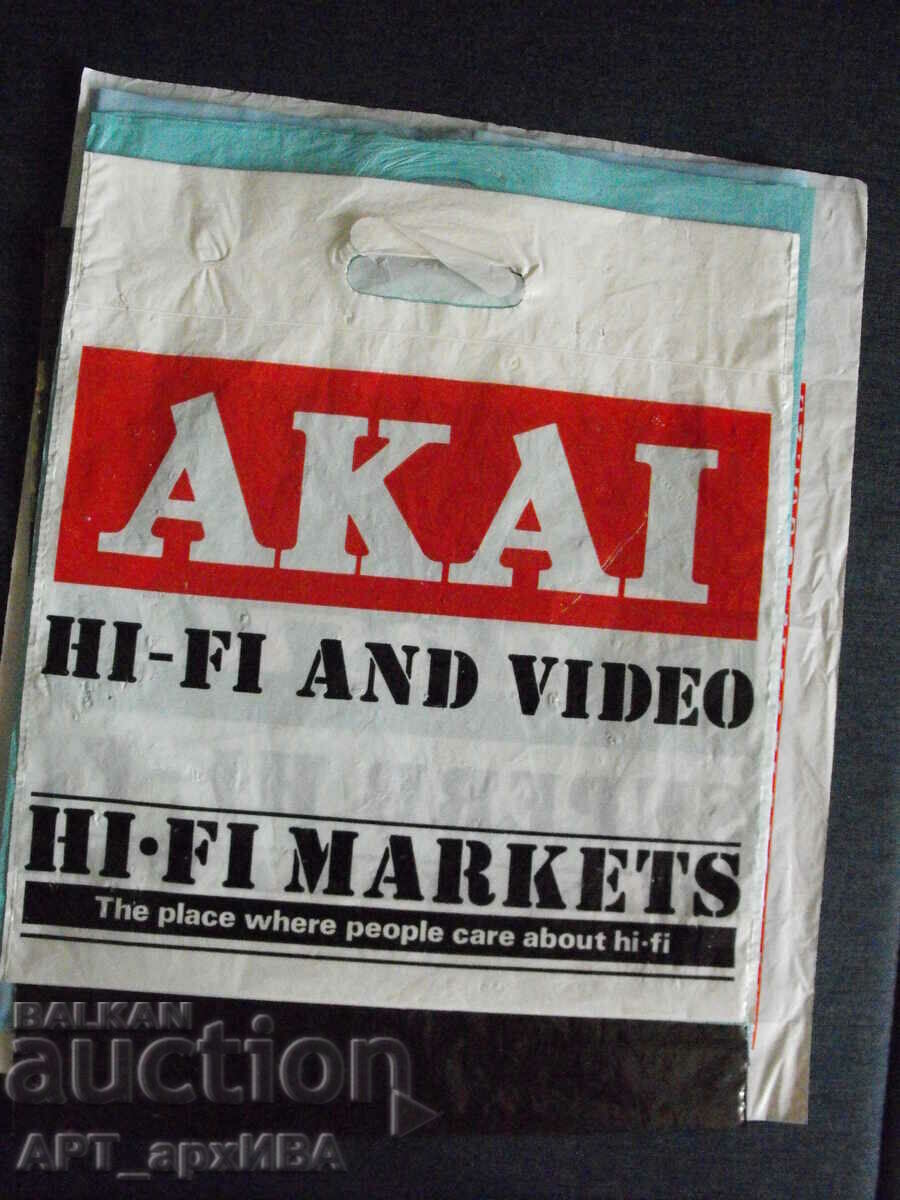 AKAI
HI-FI AND VIDEO
HI·FI MARKETS
The place where people care about hi·fi
BALKAN
auction
АРТ_архИВА